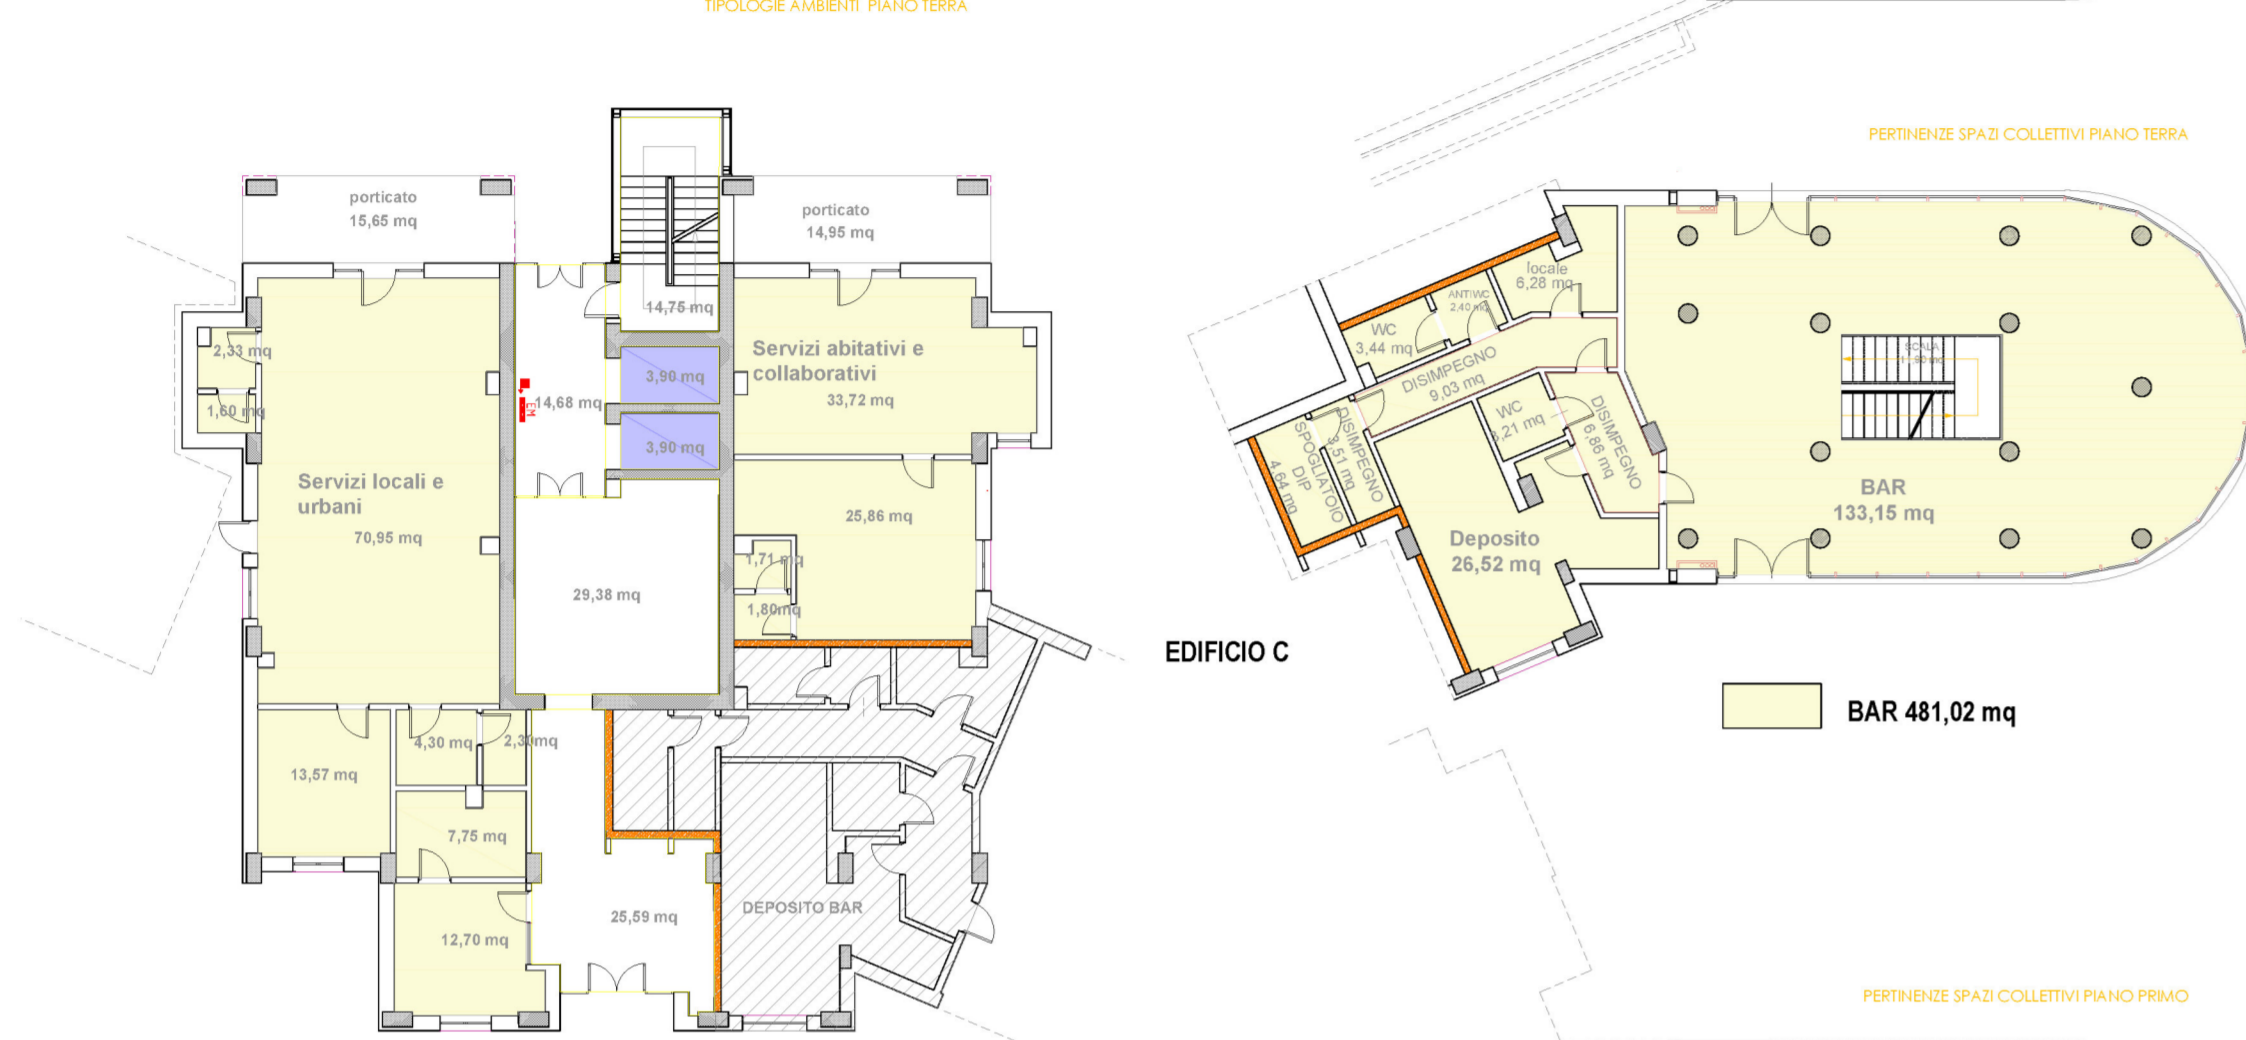 TIPOLOGIE AMBIENTI PIANO TERRA
PERTINENZE SPAZI COLLETTIVI PIANO TERRA
porticato
15,65 mq
porticato
14,95 mq
14,75 mq
2,33 mq
1,60 mq
14,68 mq
EM
3,90 mq
3,90 mq
Servizi abitativi e
collaborativi
33,72 mq
Servizi locali e
urbani
70,95 mq
25,86 mq
1,71 mq
1,80mq
29,38 mq
4,30 mq
2,30mq
13,57 mq
7,75 mq
12,70 mq
25,59 mq
DEPOSITO BAR
EDIFICIO C
locale
6,28 mq
ANTIWC
2,40 mq
WC
3,44 mq
DISIMPEGNO
9,03 mq
WC
3,21 mq
DISIMPEGNO
6,86 mq
DISIMPEGNO
3,51 mq
SPOGLIATOIO
DIP
4,64 mq
Deposito
26,52 mq
SCALA
BAR
133,15 mq
BAR 481,02 mq
PERTINENZE SPAZI COLLETTIVI PIANO PRIMO